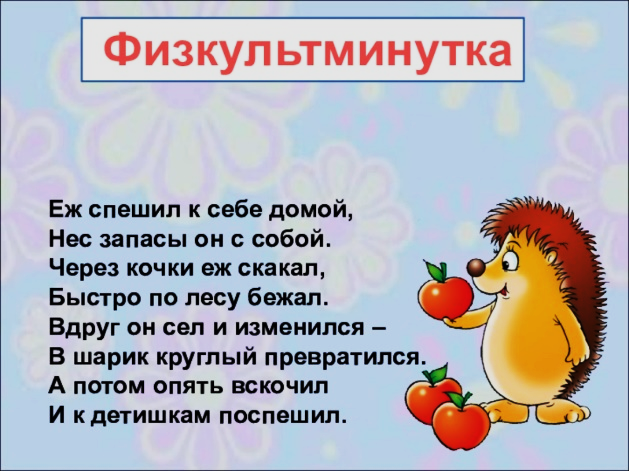 Физкультминутка
Еж спешил к себе домой,
Нес запасы он с собой.
Через кочки еж скакал,
Быстро по лесу бежал.
Вдруг он сел и изменился –
В шарик круглый превратился.
А потом опять вскочил
И к детишкам поспешил.